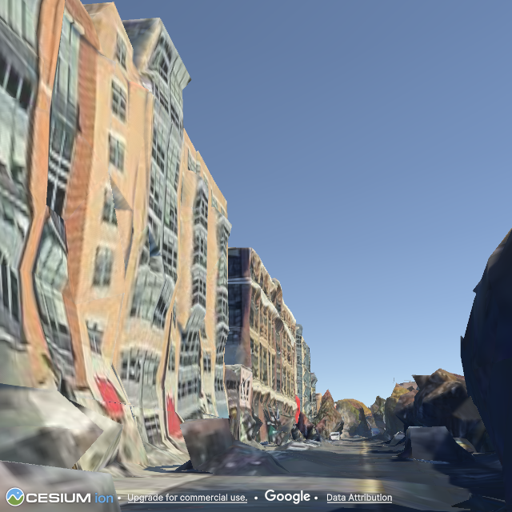 CESIUM ion • Upgrade for commercial use. • Google • Data Attribution